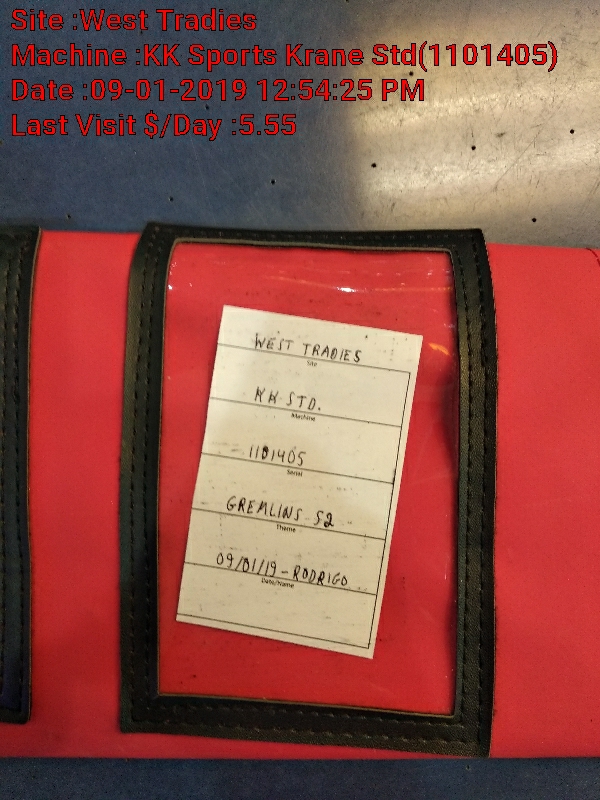 Site :West Tradies
Machine :KK Sports Krane Std(1101405)
Date :09-01-2019 12:54:25 PM
Last Visit $/Day :5.55
WEST TRADIES
Site
KK STD.
Machine
1101405
Serial
GREMLINS S2
Theme
09/01/19 - RODRIGO
Date/Name